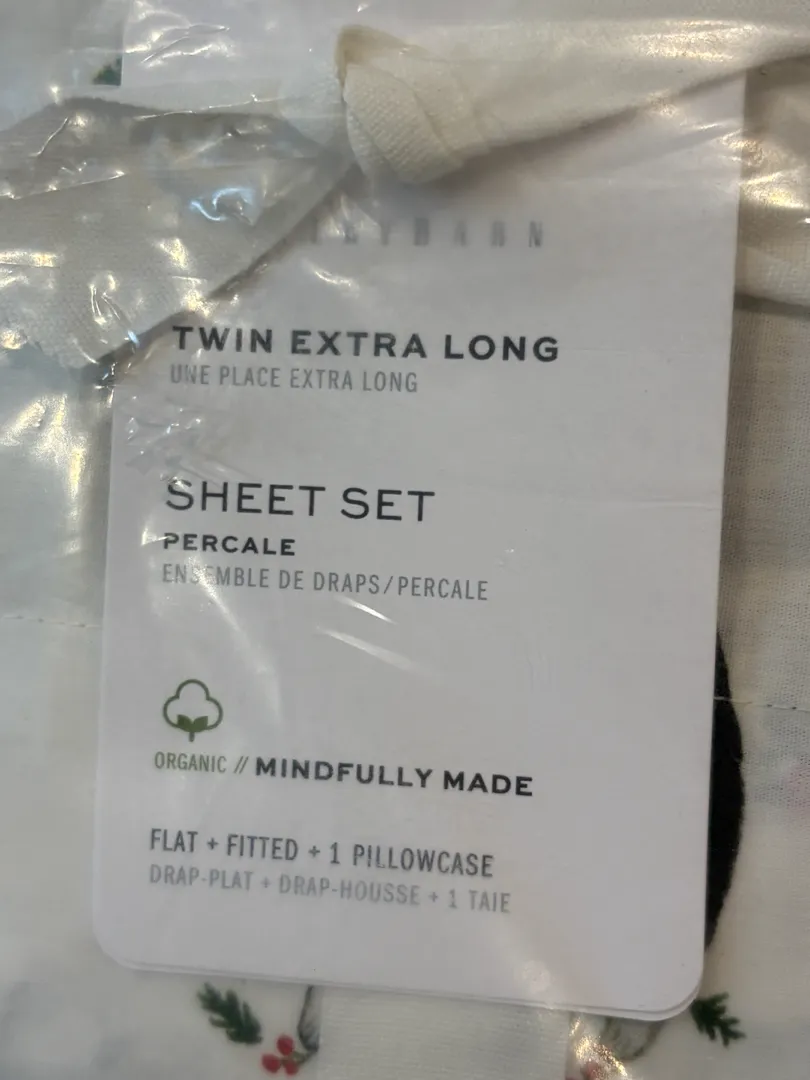 TWIN EXTRA LONG
UNE PLACE EXTRA LONG
SHEET SET
PERCALE
ENSEMBLE DE DRAPS/PERCALE
ORGANIC // MINDFULLY MADE
FLAT + FITTED + 1 PILLOWCASE
DRAP-PLAT + DRAP-HOUSSE + 1 TAIE